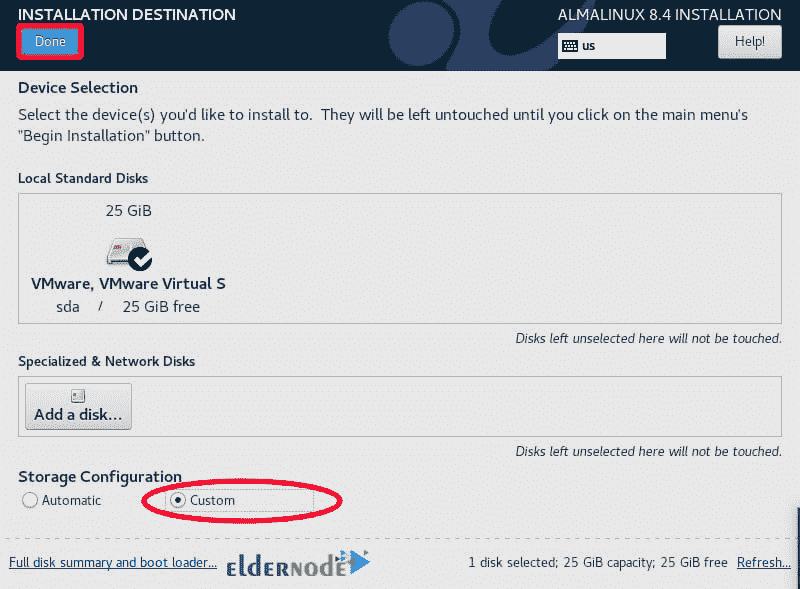 INSTALLATION DESTINATION
ALMALINUX 8.4 INSTALLATION
Done
us
Help!
Device Selection
Select the device(s) you'd like to install to. They will be left untouched until you click on the main menu's
"Begin Installation" button.
Local Standard Disks
25 GiB
VMware, VMware Virtual S
sda / 25 GiB free
Disks left unselected here will not be touched.
Specialized & Network Disks
Add a disk...
Disks left unselected here will not be touched.
Storage Configuration
Automatic
Custom
Full disk summary and boot loader...
elderNode
1 disk selected; 25 GiB capacity; 25 GiB free
Refresh...